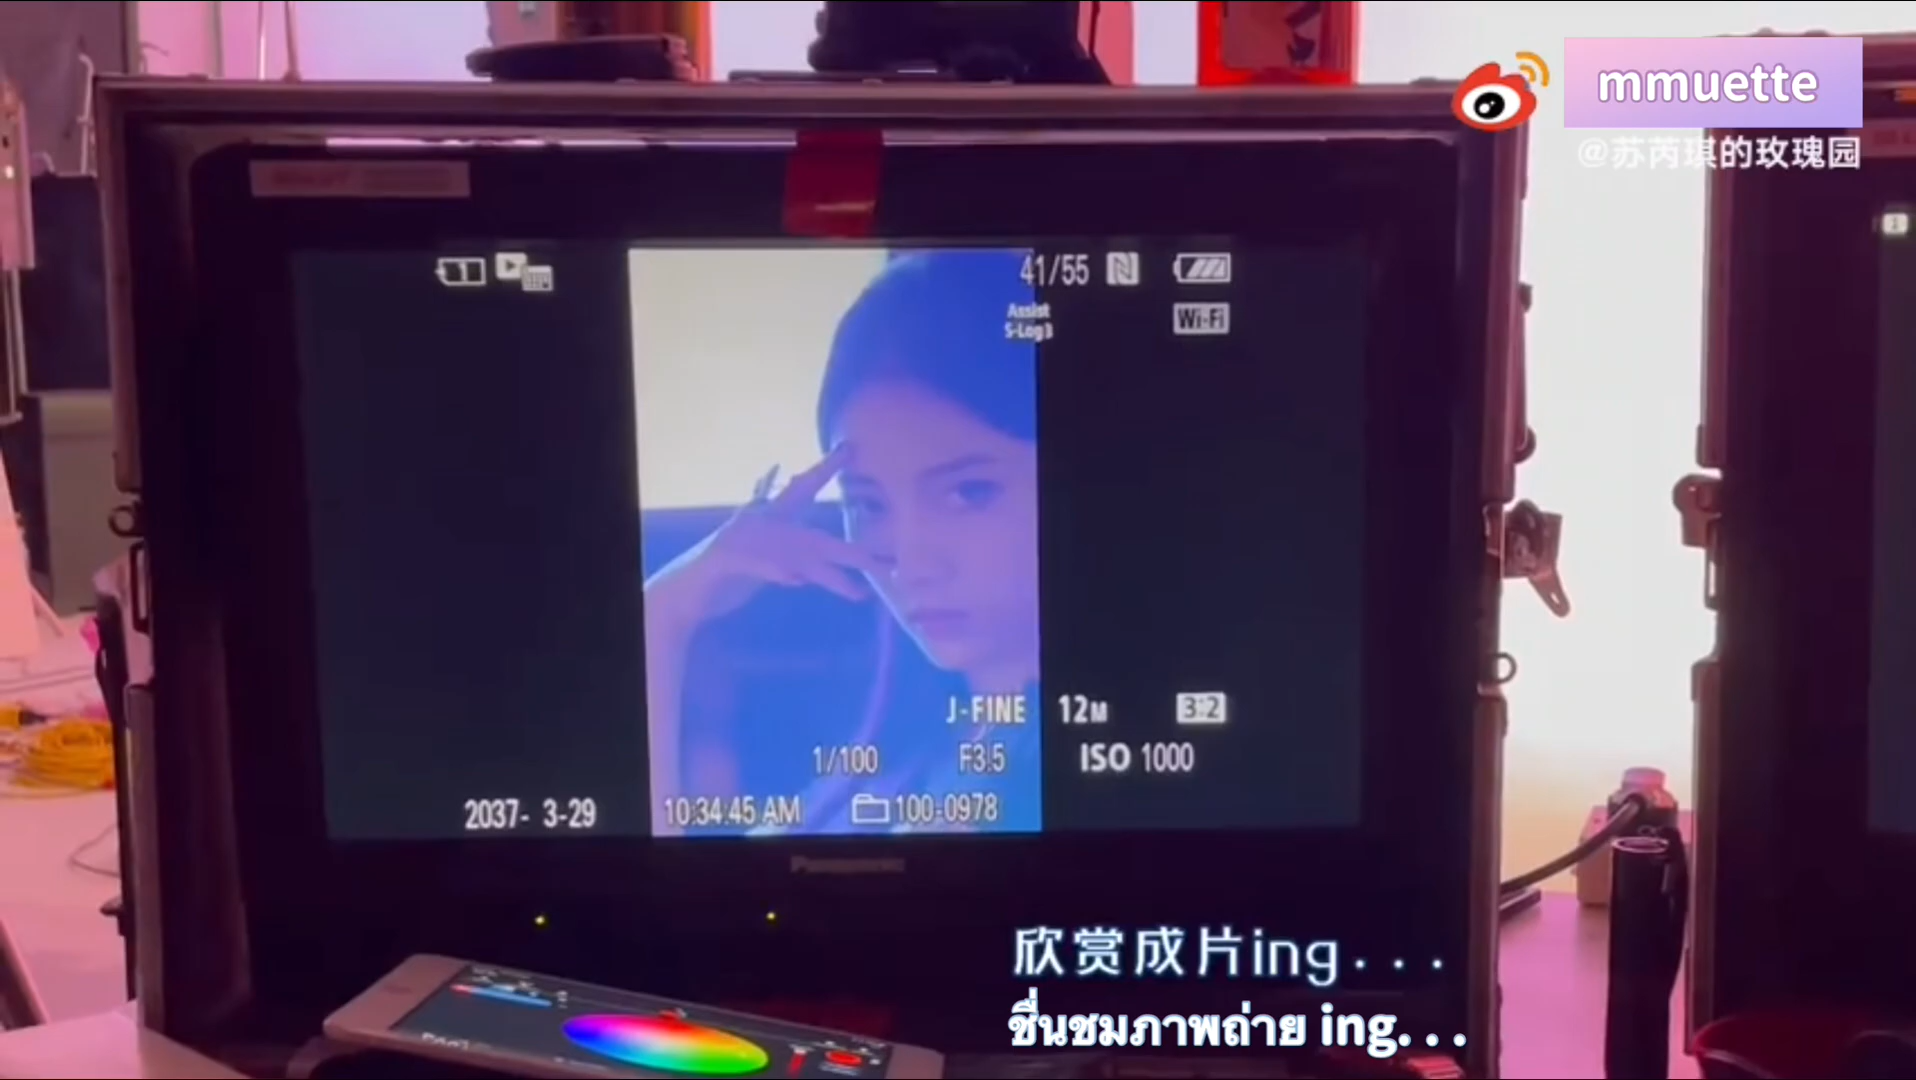 mmuette
@苏芮琪的玫瑰园
1
41/55
Assist
S-Log3
Wi-Fi
J-FINE 12M 3:2
1/100 F3.5 ISO 1000
2037- 3-29 10:34:45 AM 100-0978
Panasonic
欣赏成片ing...
ชื่นชมภาพถ่าย ing...